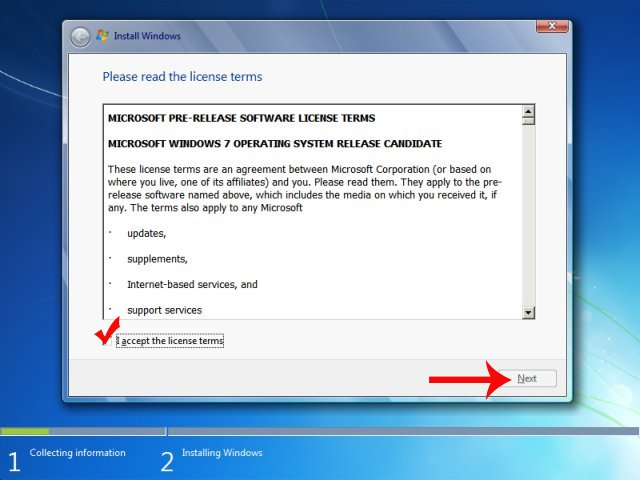 Install Windows
Please read the license terms
MICROSOFT PRE-RELEASE SOFTWARE LICENSE TERMS
MICROSOFT WINDOWS 7 OPERATING SYSTEM RELEASE CANDIDATE
These license terms are an agreement between Microsoft Corporation (or based on
where you live, one of its affiliates) and you. Please read them. They apply to the pre-
release software named above, which includes the media on which you received it, if
any. The terms also apply to any Microsoft
· updates,
· supplements,
· Internet-based services, and
· support services
I accept the license terms
Next
1 Collecting information
2 Installing Windows